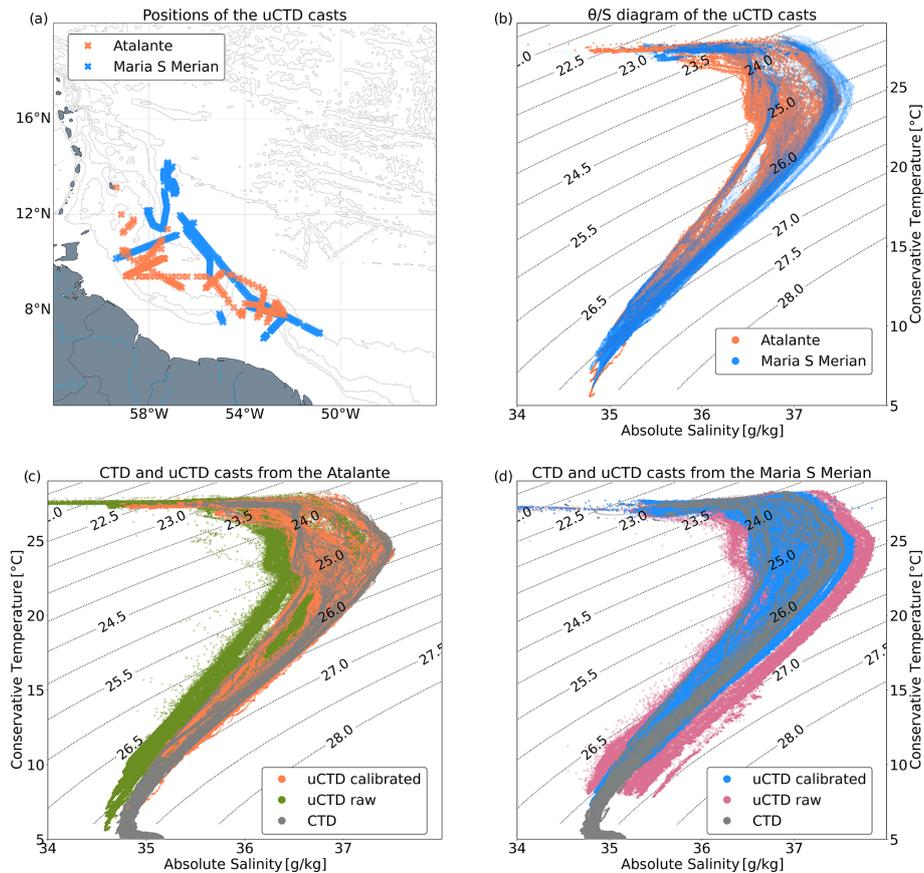 (a)
Positions of the uCTD casts
Atalante
Maria S Merian
16°N
12°N
8°N
58°W
54°W
50°W
(b)
θ/S diagram of the uCTD casts
.0
22.5
23.0
23.5
24.0
24.5
25.0
25.5
26.0
26.5
27.0
27.5
28.0
Atalante
Maria S Merian
25
20
15
10
5
Conservative Temperature [°C]
34
35
36
37
Absolute Salinity [g/kg]
(c)
CTD and uCTD casts from the Atalante
.0
22.5
23.0
23.5
24.0
24.5
25.0
25.5
26.0
26.5
27.0
27.5
28.0
uCTD calibrated
uCTD raw
CTD
25
20
15
10
5
Conservative Temperature [°C]
34
35
36
37
Absolute Salinity [g/kg]
(d)
CTD and uCTD casts from the Maria S Merian
.0
22.5
23.0
23.5
24.0
24.5
25.0
25.5
26.0
26.5
27.0
27.5
28.0
uCTD calibrated
uCTD raw
CTD
25
20
15
10
5
Conservative Temperature [°C]
34
35
36
37
38
Absolute Salinity [g/kg]